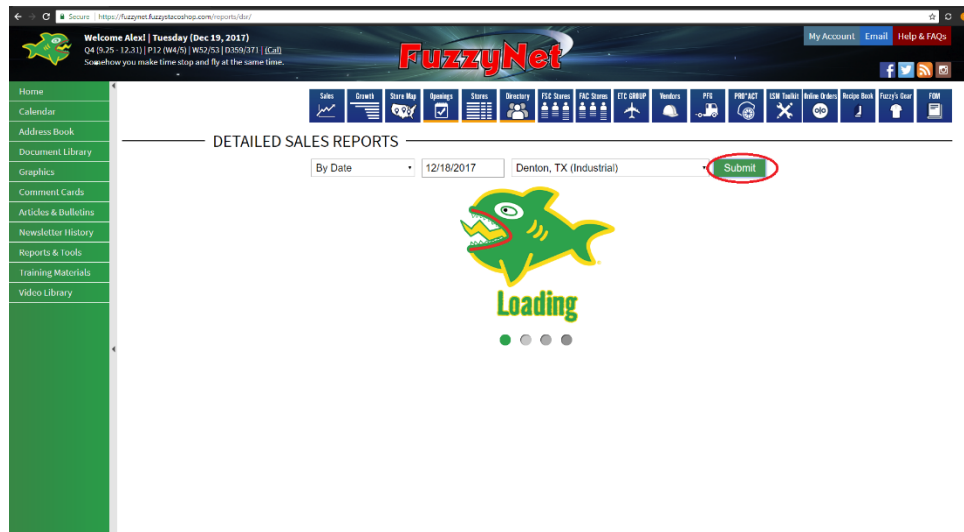 Secure | https://fuzzynet.fuzzystacoshop.com/reports/dsr/
Welcome Alex! | Tuesday (Dec 19, 2017)
Q4 (9.25 - 12.31) | P12 (W4/5) | W52/53 | D359/371 | (Cal)
Somehow you make time stop and fly at the same time.
FuzzyNet
My Account Email Help & FAQs
Home
Calendar
Address Book
Document Library
Graphics
Comment Cards
Articles & Bulletins
Newsletter History
Reports & Tools
Training Materials
Video Library
Sales Growth Store Map Openings Stores Directory FSC Stores FAC Stores ETC GROUP Vendors PFG PRO*ACT LSM Toolkit Online Orders Recipe Book Fuzzy's Gear FOM
olo
DETAILED SALES REPORTS
By Date 12/18/2017 Denton, TX (Industrial) Submit
Loading